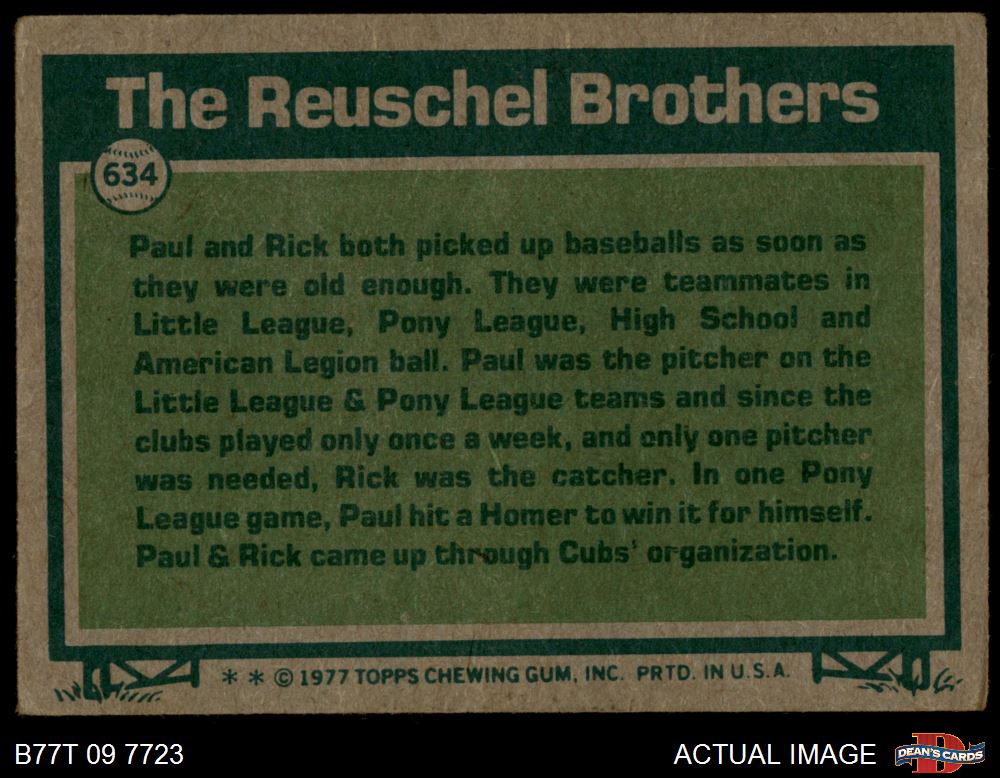 The Reuschel Brothers
634
Paul and Rick both picked up baseballs as soon as
they were old enough. They were teammates in
Little League, Pony League, High School and
American Legion ball. Paul was the pitcher on the
Little League & Pony League teams and since the
clubs played only once a week, and only one pitcher
was needed, Rick was the catcher. In one Pony
League game, Paul hit a Homer to win it for himself.
Paul & Rick came up through Cubs' organization.
* * © 1977 TOPPS CHEWING GUM, INC. PRTD. IN U.S.A.
B77T 09 7723
ACTUAL IMAGE
DEAN'S CARDS